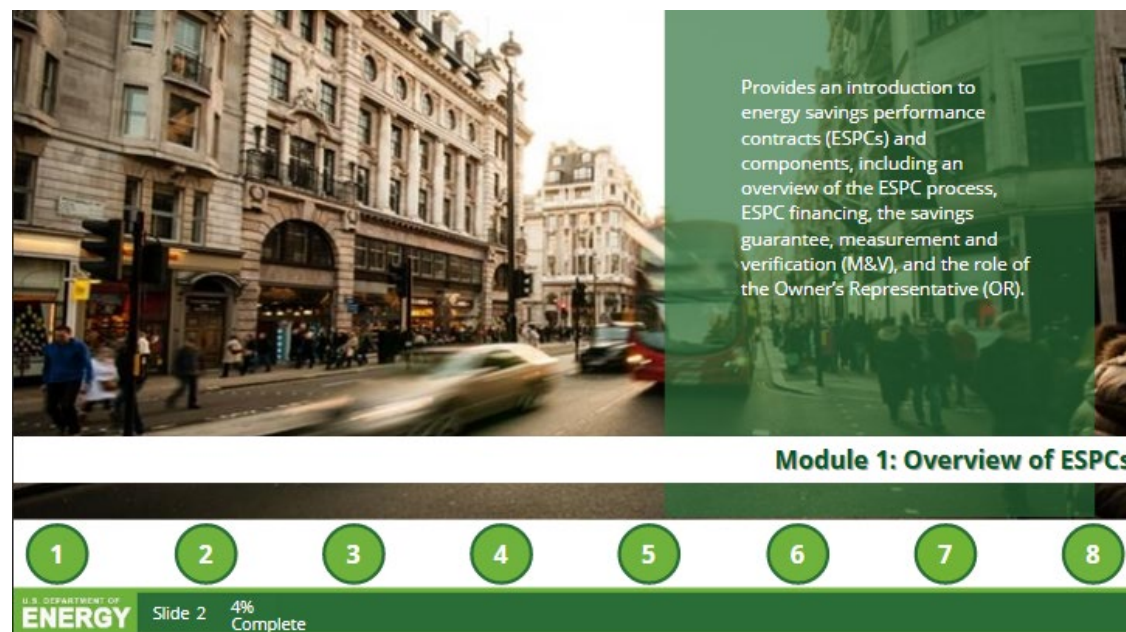 Provides an introduction to
energy savings performance
contracts (ESPCs) and
components, including an
overview of the ESPC process,
ESPC financing, the savings
guarantee, measurement and
verification (M&V), and the role of
the Owner's Representative (OR).
Module 1: Overview of ESPCs
1 2 3 4 5 6 7 8
U.S. DEPARTMENT OF
ENERGY
Slide 2
4%
Complete